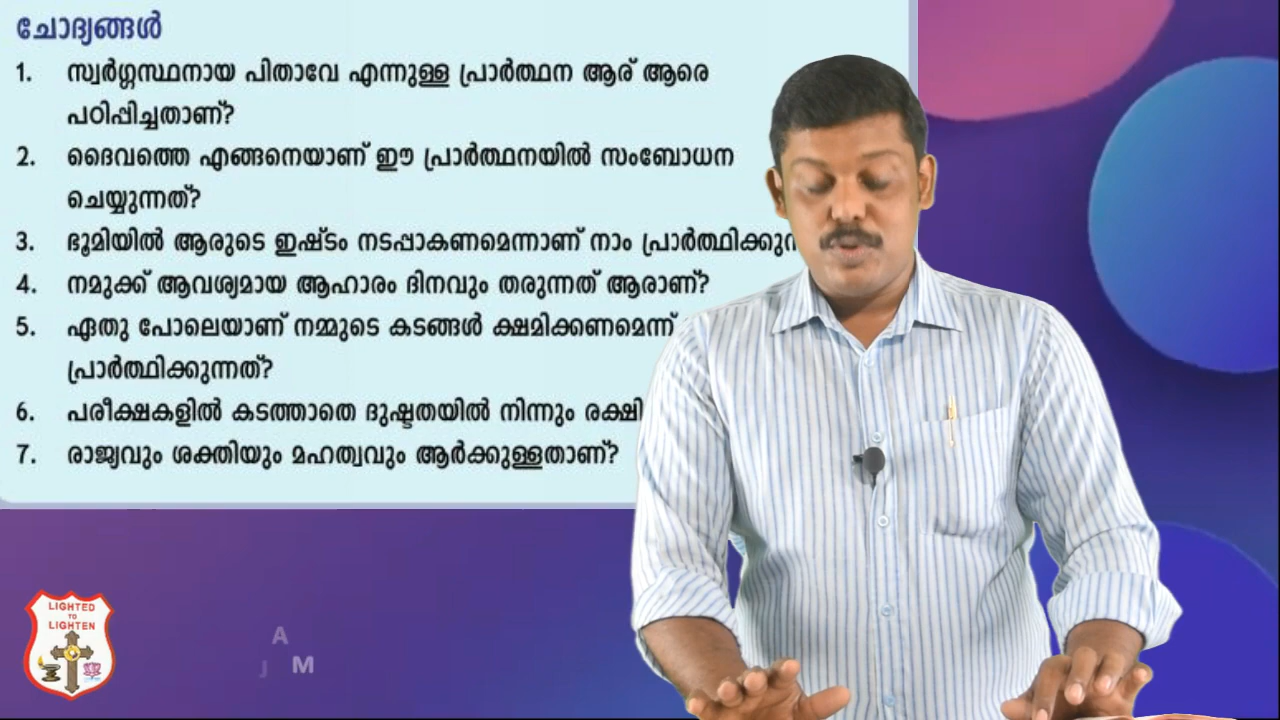 ചോദ്യങ്ങൾ
1. സ്വർഗ്ഗസ്ഥനായ പിതാവേ എന്നുള്ള പ്രാർത്ഥന ആര് ആരെ
പഠിപ്പിച്ചതാണ്?
2. ദൈവത്തെ എങ്ങനെയാണ് ഈ പ്രാർത്ഥനയിൽ സംബോധന
ചെയ്യുന്നത്?
3. ഭൂമിയിൽ ആരുടെ ഇഷ്ടം നടപ്പാകണമെന്നാണ് നാം
4. നമുക്ക് ആവശ്യമായ ആഹാരം ദിനവും തരുന്നത് ആരാണ്?
5. ഏതു പോലെയാണ് നമ്മുടെ കടങ്ങൾ ക്ഷമിക്കണമെന്ന്
പ്രാർത്ഥിക്കുന്നത്?
6. പരീക്ഷകളിൽ കടത്താതെ ദുഷ്ടതയിൽ നിന്നും
7. രാജ്യവും ശക്തിയും മഹത്വവും ആർക്കുള്ളതാണ്?
LIGHTED
TO
LIGHTEN
A
J M